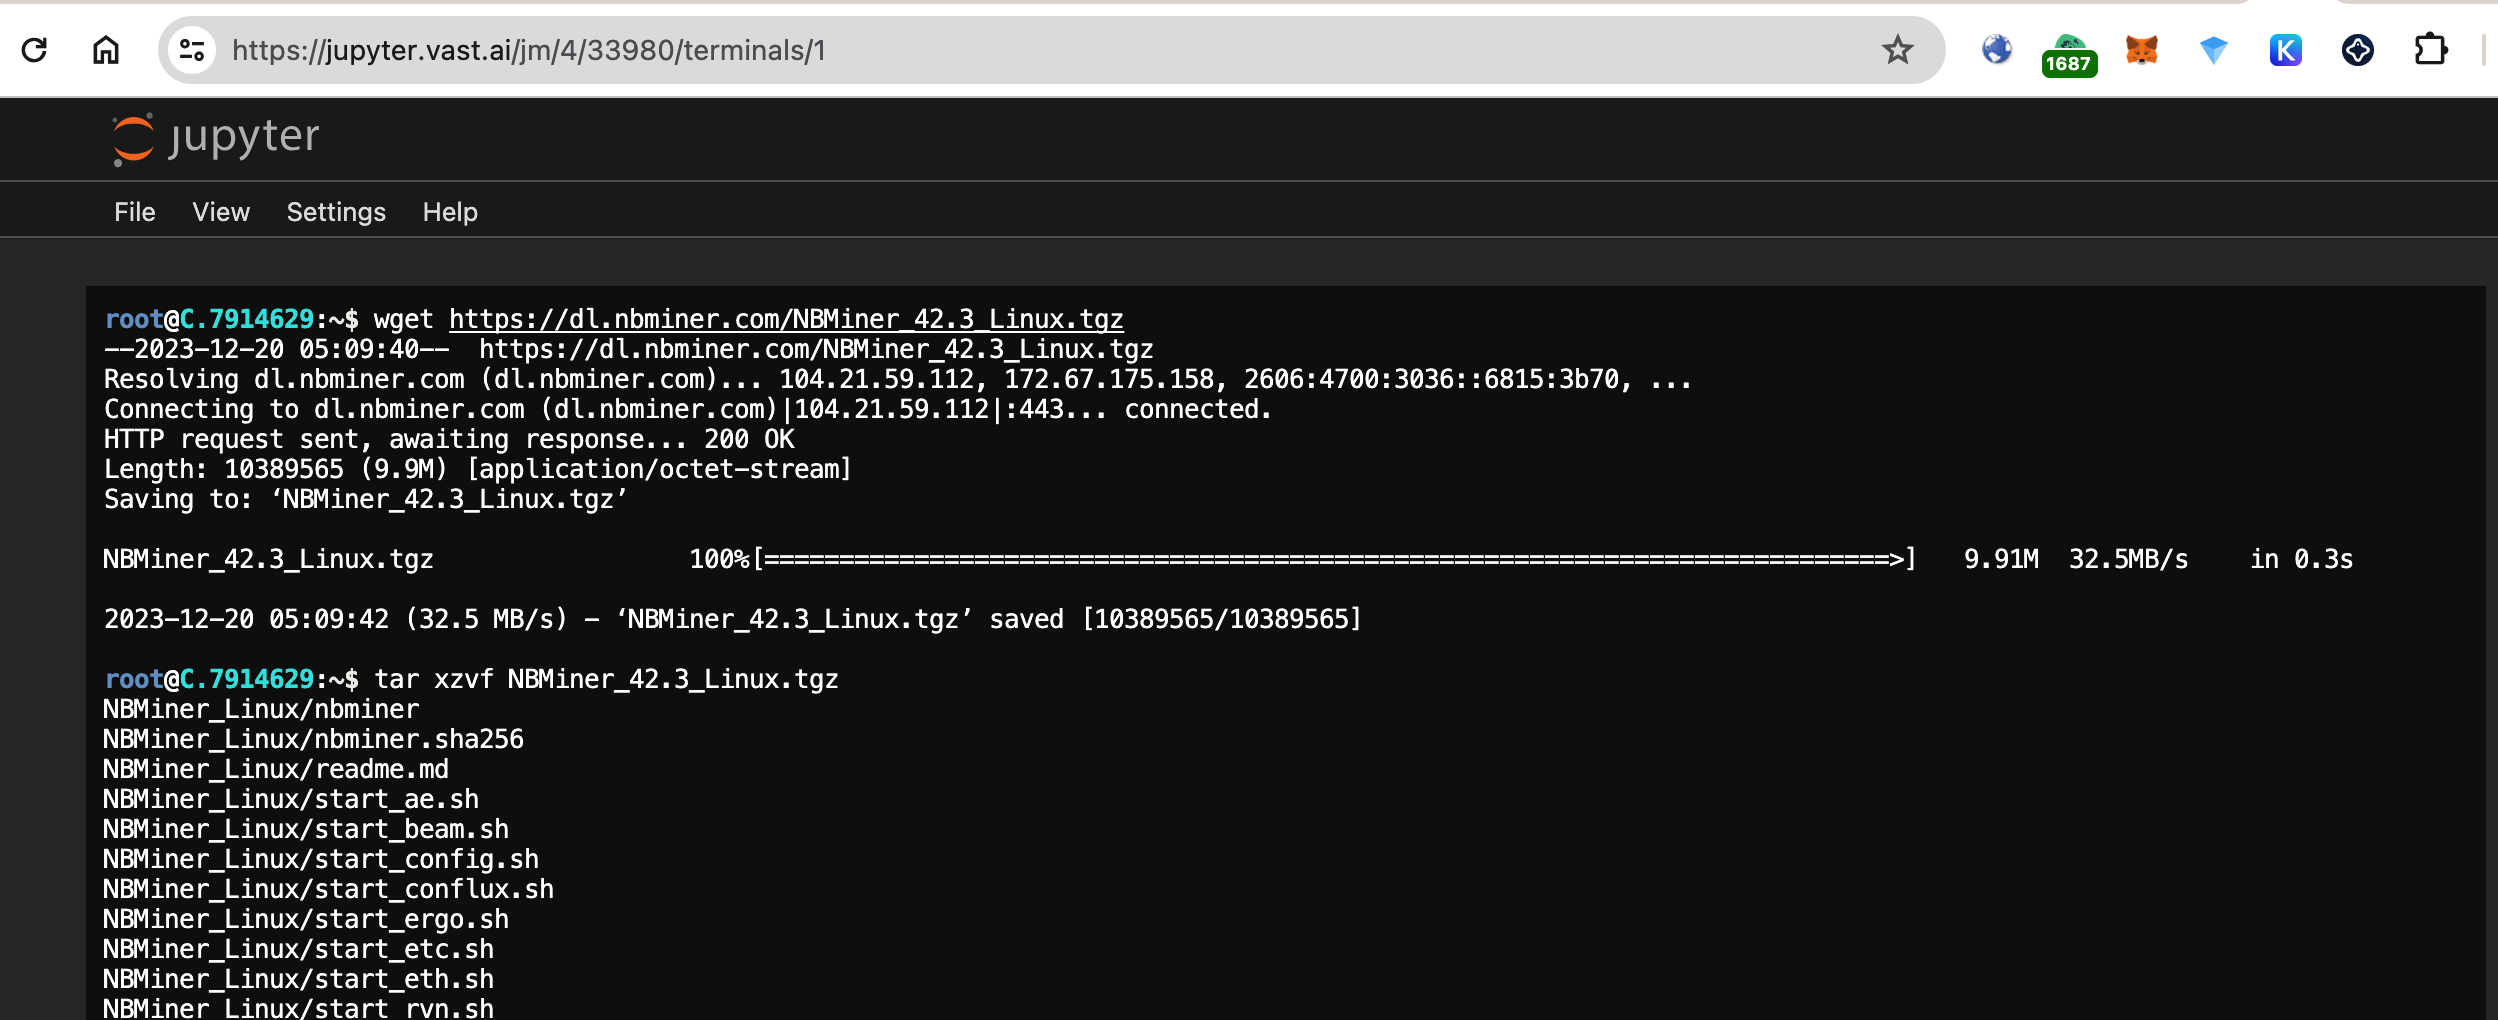 https://jupyter.vast.ai/jm/4/33980/terminals/1
1687
K
jupyter
File View Settings Help
root@C.7914629:~$ wget https://dl.nbminer.com/NBMiner_42.3_Linux.tgz
--2023-12-20 05:09:40-- https://dl.nbminer.com/NBMiner_42.3_Linux.tgz
Resolving dl.nbminer.com (dl.nbminer.com)... 104.21.59.112, 172.67.175.158, 2606:4700:3036::6815:3b70, ...
Connecting to dl.nbminer.com (dl.nbminer.com)|104.21.59.112|:443... connected.
HTTP request sent, awaiting response... 200 OK
Length: 10389565 (9.9M) [application/octet-stream]
Saving to: ‘NBMiner_42.3_Linux.tgz’
NBMiner_42.3_Linux.tgz 100%[===========================================================================>] 9.91M 32.5MB/s in 0.3s
2023-12-20 05:09:42 (32.5 MB/s) - ‘NBMiner_42.3_Linux.tgz’ saved [10389565/10389565]
root@C.7914629:~$ tar xzvf NBMiner_42.3_Linux.tgz
NBMiner_Linux/nbminer
NBMiner_Linux/nbminer.sha256
NBMiner_Linux/readme.md
NBMiner_Linux/start_ae.sh
NBMiner_Linux/start_beam.sh
NBMiner_Linux/start_config.sh
NBMiner_Linux/start_conflux.sh
NBMiner_Linux/start_ergo.sh
NBMiner_Linux/start_etc.sh
NBMiner_Linux/start_eth.sh
NBMiner_Linux/start_rvn.sh